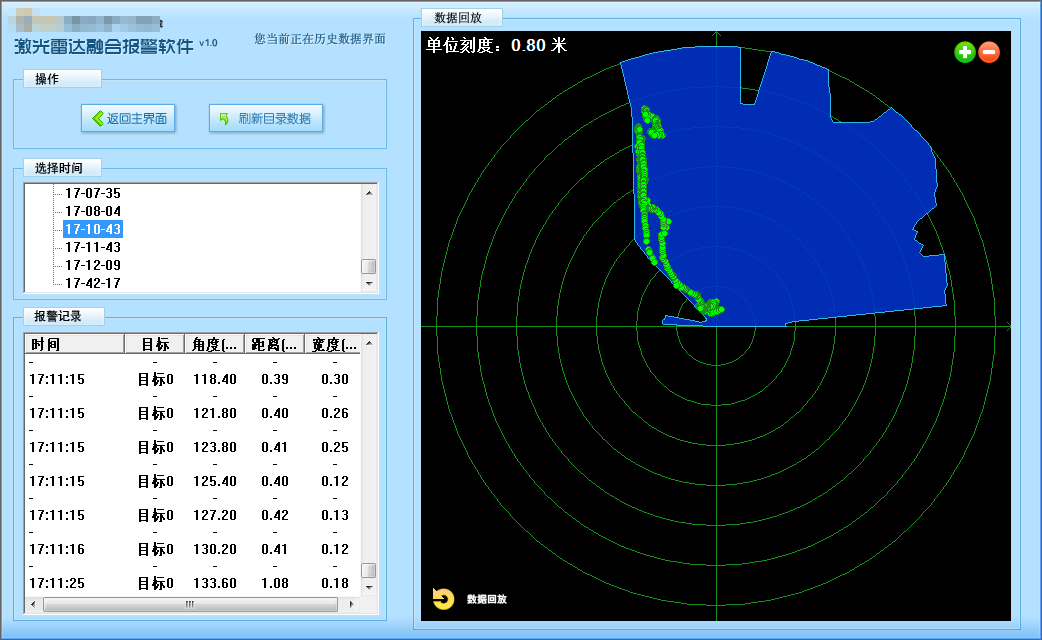 激光雷达融合报警软件 v1.0
您当前正在历史数据界面
操作
返回主界面
刷新目录数据
选择时间
17-07-35
17-08-04
17-10-43
17-11-43
17-12-09
17-42-17
报警记录
时间 目标 角度(... 距离(... 宽度(...
- - - - -
17:11:15 目标0 118.40 0.39 0.30
- - - - -
17:11:15 目标0 121.80 0.40 0.26
- - - - -
17:11:15 目标0 123.80 0.41 0.25
- - - - -
17:11:15 目标0 125.40 0.40 0.12
- - - - -
17:11:15 目标0 127.20 0.42 0.13
- - - - -
17:11:16 目标0 130.20 0.41 0.12
- - - - -
17:11:25 目标0 133.60 1.08 0.18
数据回放
单位刻度：0.80 米
数据回放